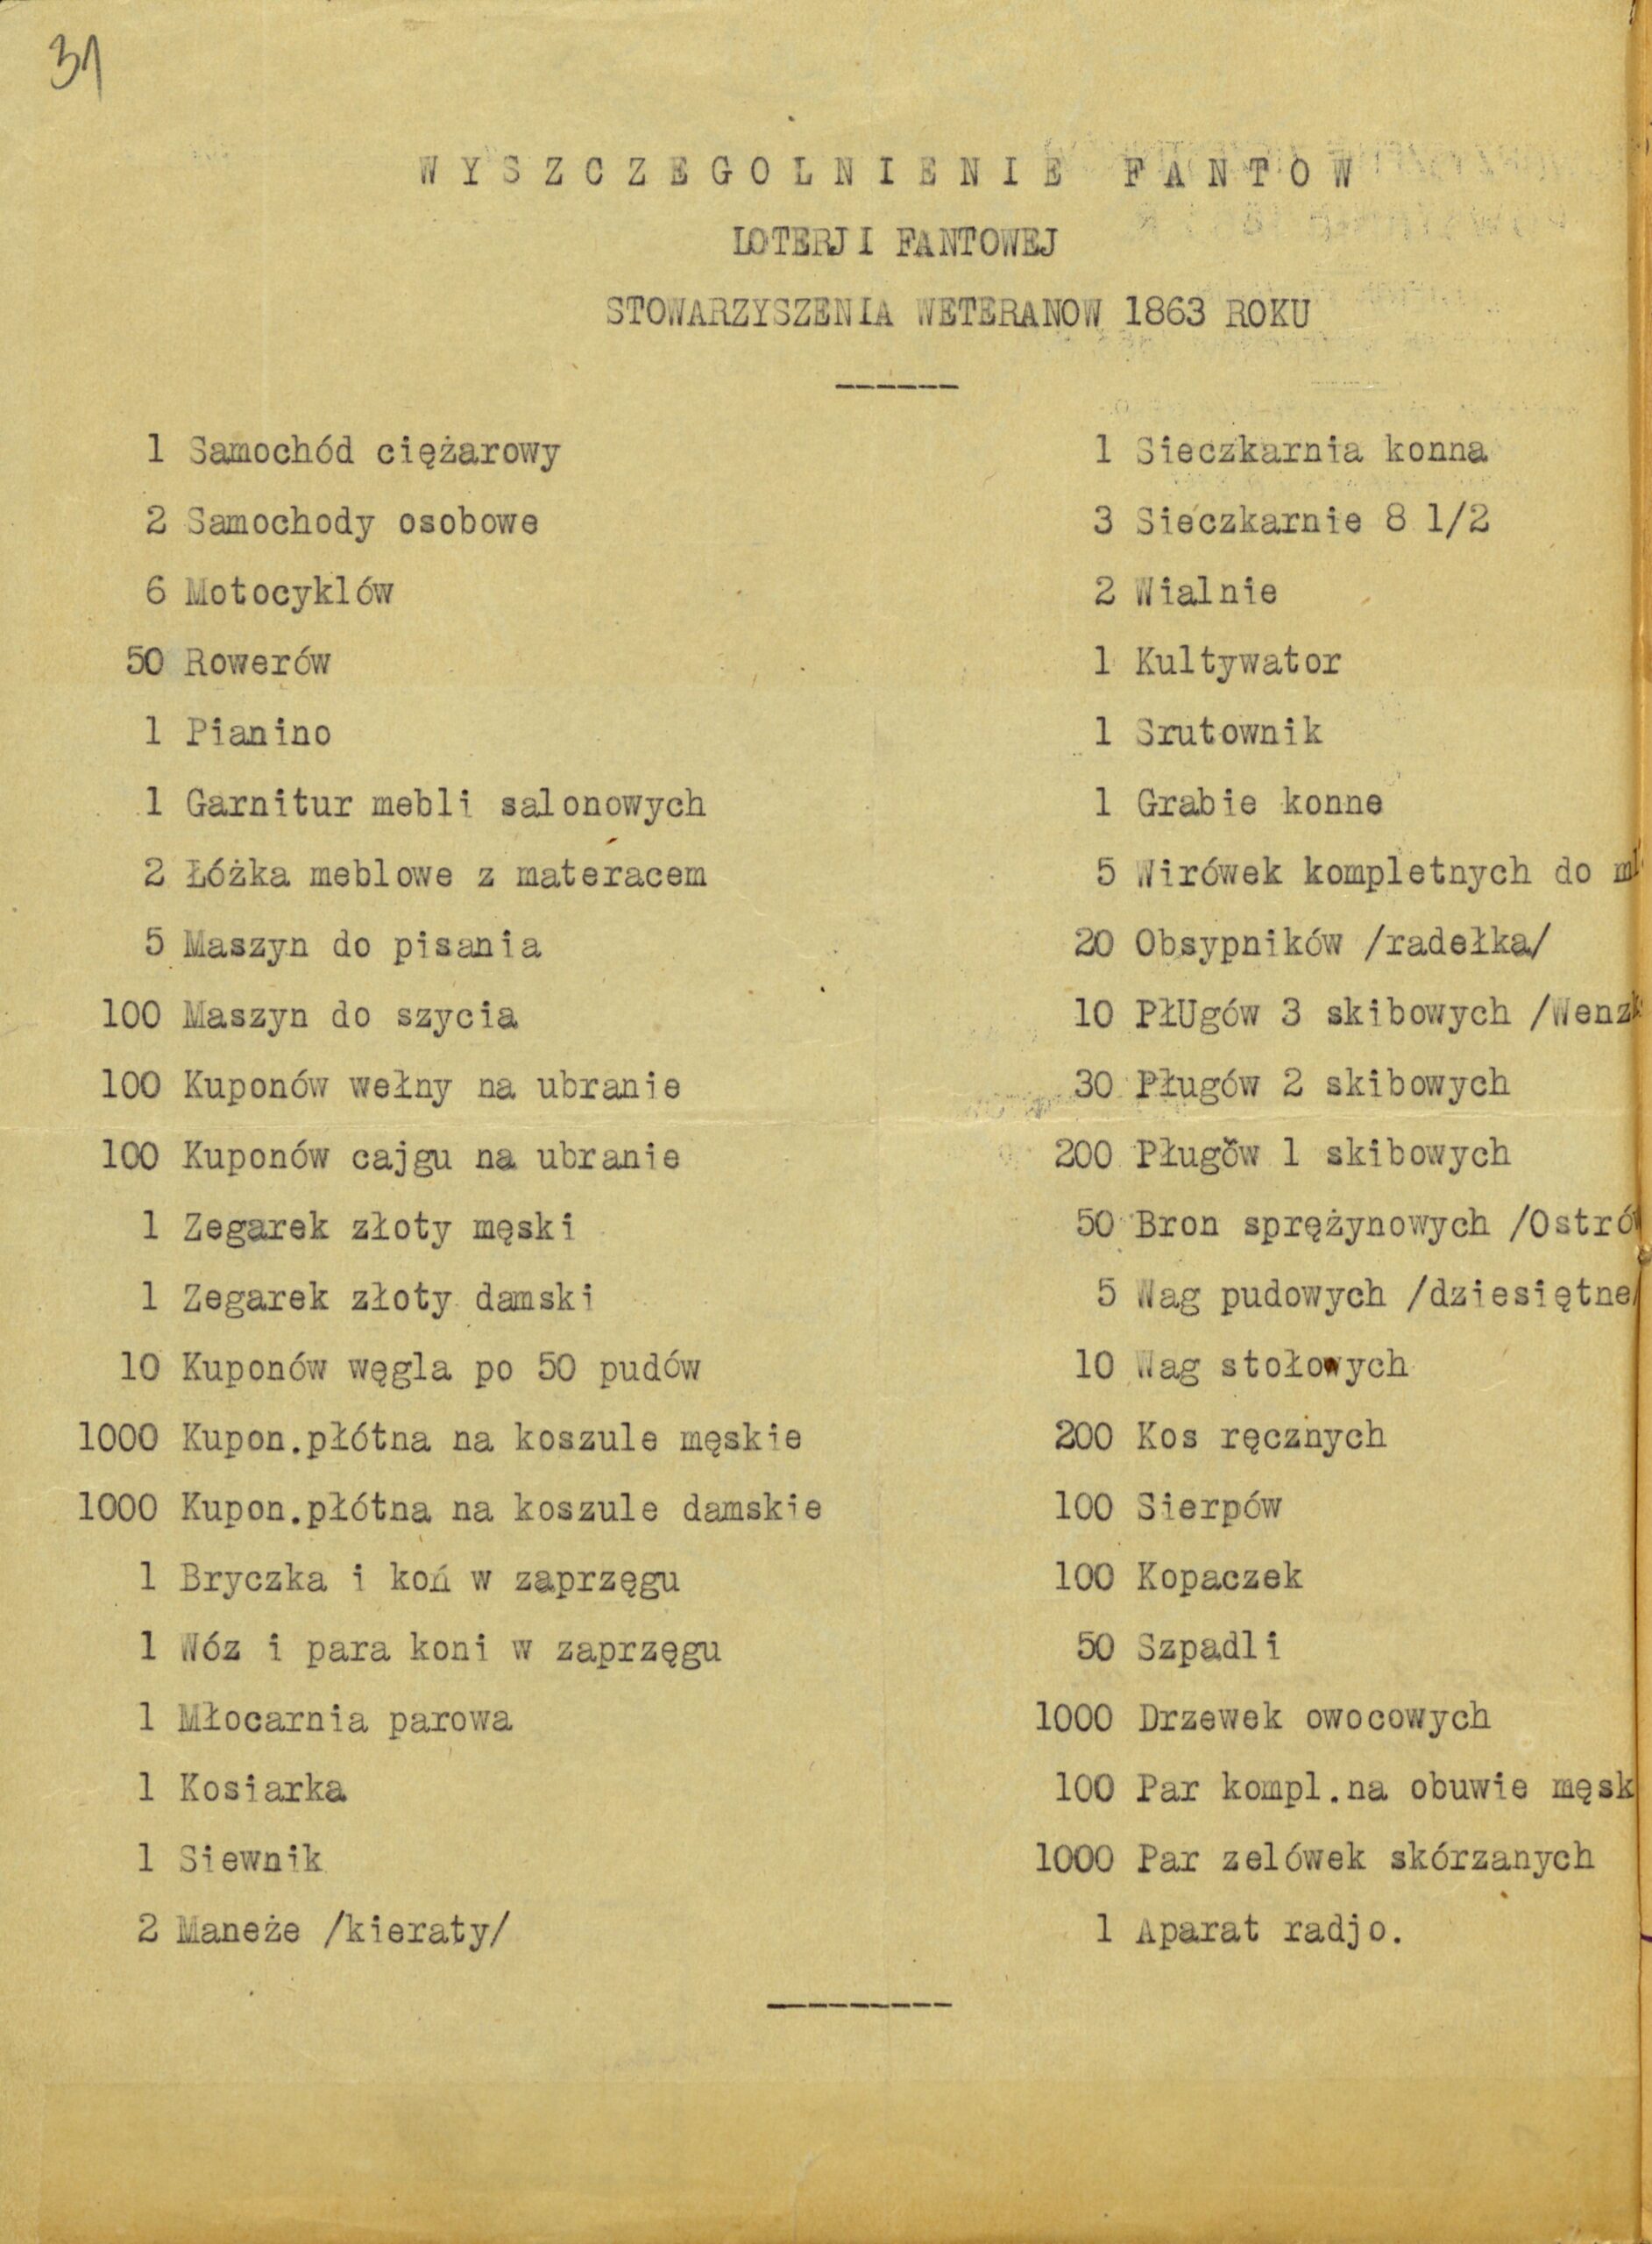 31
WYSZCZEGOLNIENIE FANTOW
LOTERJI FANTOWEJ
STOWARZYSZENIA WETERANOW 1863 ROKU
1 Samochód ciężarowy
2 Samochody osobowe
6 Motocyklów
50 Rowerów
1 Pianino
1 Garnitur mebli salonowych
2 Łóżka meblowe z materacem
5 Maszyn do pisania
100 Maszyn do szycia
100 Kuponów wełny na ubranie
100 Kuponów cajgu na ubranie
1 Zegarek złoty męski
1 Zegarek złoty damski
10 Kuponów węgla po 50 pudów
1000 Kupon.płótna na koszule męskie
1000 Kupon.płótna na koszule damskie
1 Bryczka i koń w zaprzęgu
1 Wóz i para koni w zaprzęgu
1 Młocarnia parowa
1 Kosiarka
1 Siewnik
2 Maneże /kieraty/
1 Sieczkarnia konna
3 Sieczkarnie 8 1/2
2 Wialnie
1 Kultywator
1 Srutownik
1 Grabie konne
5 Wirówek kompletnych do
20 Obsypników /radełka/
10 PłUgów 3 skibowych
30 Pługów 2 skibowych
200 Pługów 1 skibowych
50 Bron sprężynowych
5 Wag pudowych /dziesiętne/
10 Wag stołowych
200 Kos ręcznych
100 Sierpów
100 Kopaczek
50 Szpadli
1000 Drzewek owocowych
100 Par kompl.na obuwie męsk
1000 Par zelówek skórzanych
1 Aparat radjo.